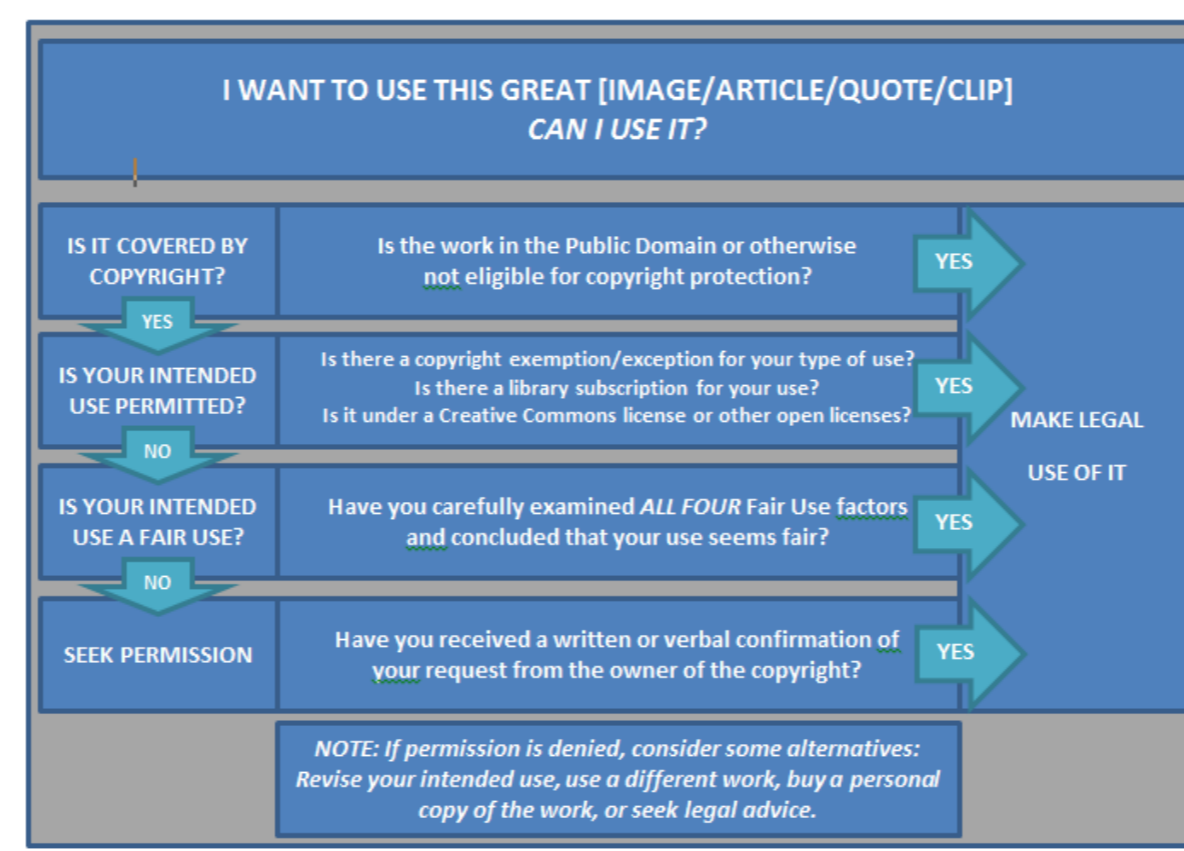 I WANT TO USE THIS GREAT [IMAGE/ARTICLE/QUOTE/CLIP]
CAN I USE IT?
IS IT COVERED BY
COPYRIGHT?
Is the work in the Public Domain or otherwise
not eligible for copyright protection?
YES
YES
IS YOUR INTENDED
USE PERMITTED?
Is there a copyright exemption/exception for your type of use?
Is there a library subscription for your use?
Is it under a Creative Commons license or other open licenses?
YES
NO
MAKE LEGAL
USE OF IT
IS YOUR INTENDED
USE A FAIR USE?
Have you carefully examined ALL FOUR Fair Use factors
and concluded that your use seems fair?
YES
NO
SEEK PERMISSION
Have you received a written or verbal confirmation of
your request from the owner of the copyright?
YES
NOTE: If permission is denied, consider some alternatives:
Revise your intended use, use a different work, buy a personal
copy of the work, or seek legal advice.